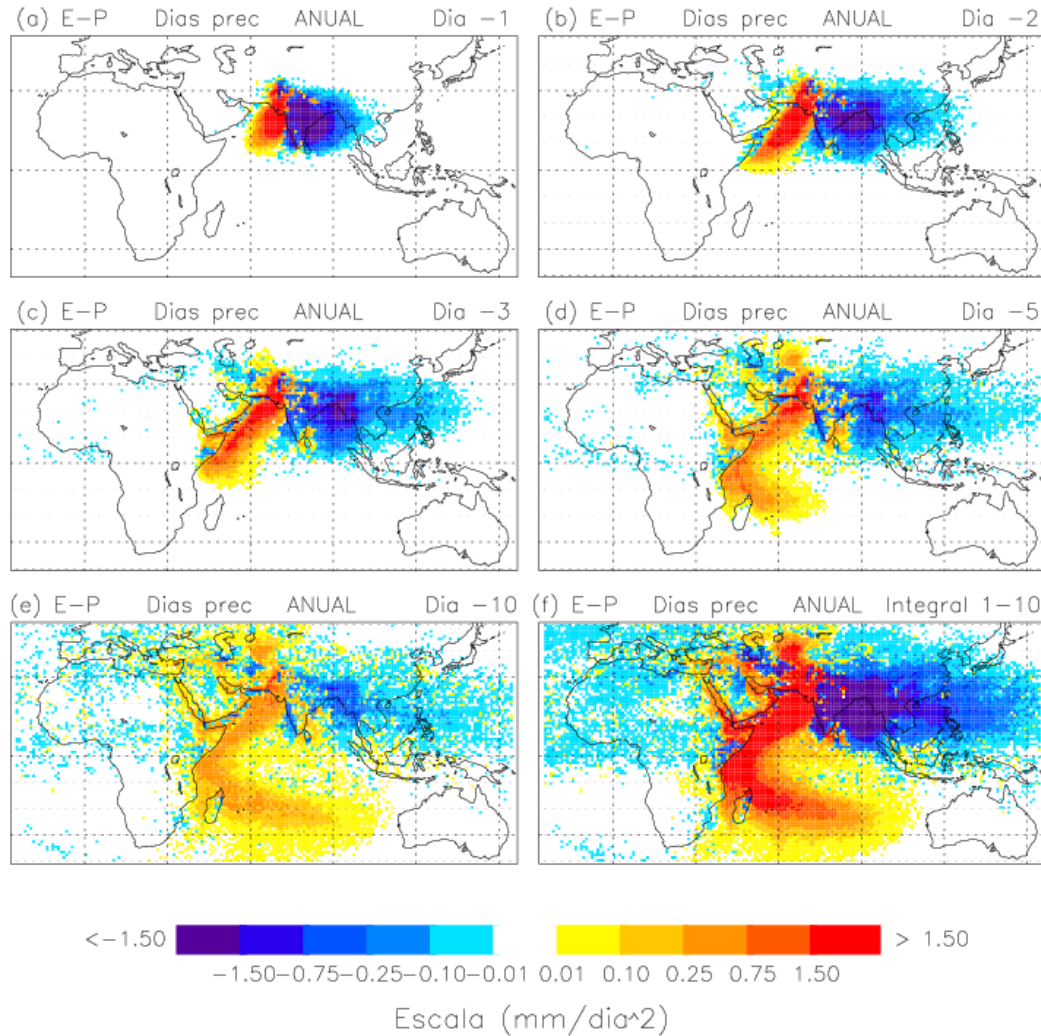 (a) E-P Dias prec ANUAL Dia -1
(b) E-P Dias prec ANUAL Dia -2
(c) E-P Dias prec ANUAL Dia -3
(d) E-P Dias prec ANUAL Dia -5
(e) E-P Dias prec ANUAL Dia -10
(f) E-P Dias prec ANUAL Integral 1-10
<-1.50 > 1.50
-1.50 -0.75 -0.25 -0.10 -0.01 0.01 0.10 0.25 0.75 1.50
Escala (mm/dia^2)